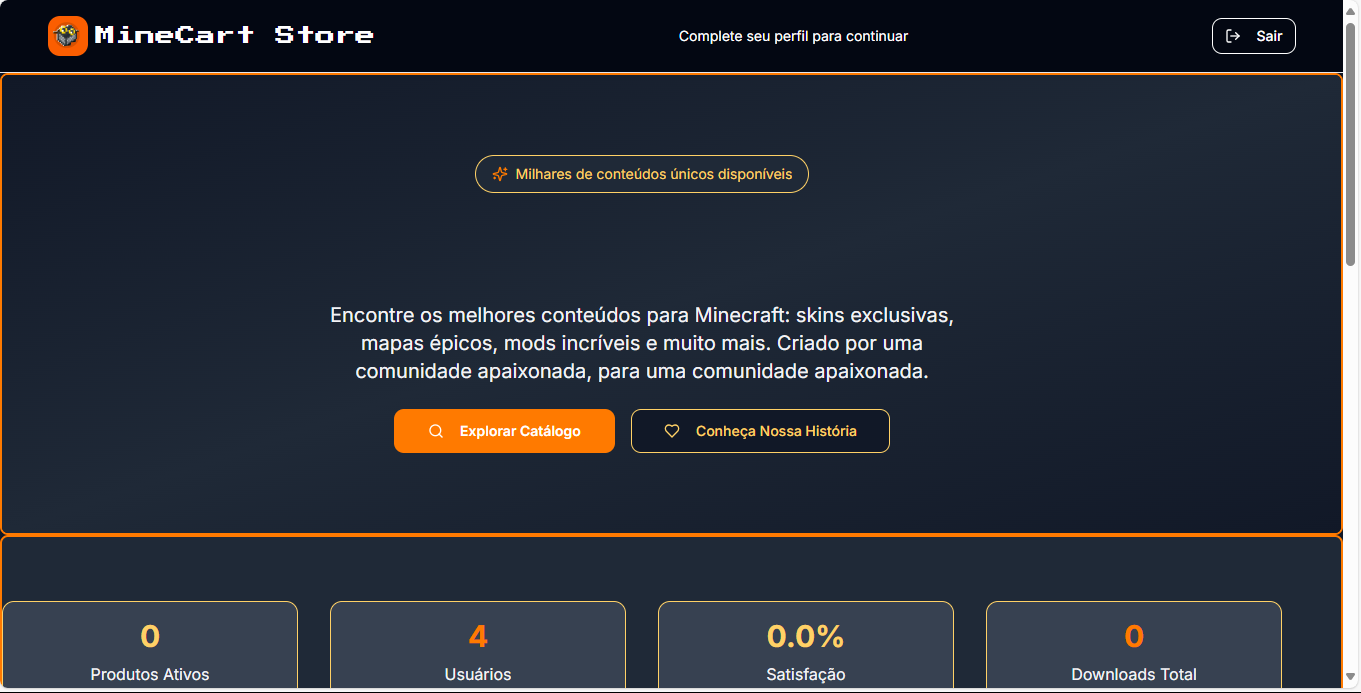 MineCart Store
Complete seu perfil para continuar
Sair
Milhares de conteúdos únicos disponíveis
Encontre os melhores conteúdos para Minecraft: skins exclusivas,
mapas épicos, mods incríveis e muito mais. Criado por uma
comunidade apaixonada, para uma comunidade apaixonada.
Explorar Catálogo
Conheça Nossa História
0
4
0.0%
0
Produtos Ativos
Usuários
Satisfação
Downloads Total